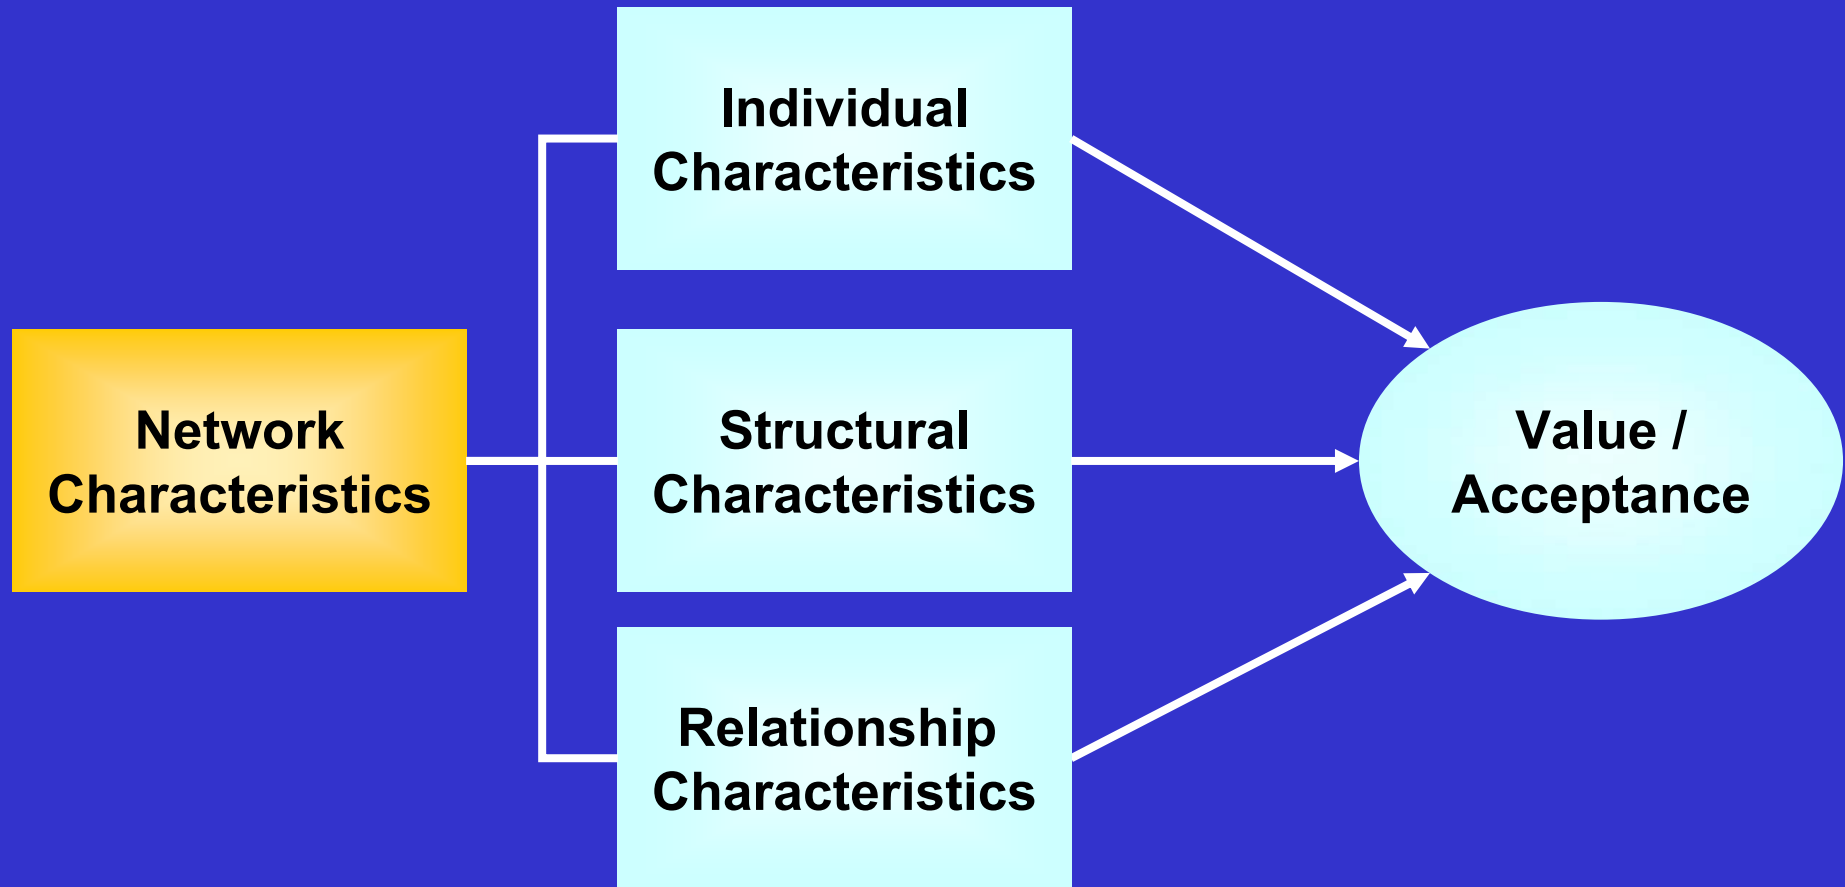 Individual
Characteristics
Network
Characteristics
Structural
Characteristics
Value /
Acceptance
Relationship
Characteristics